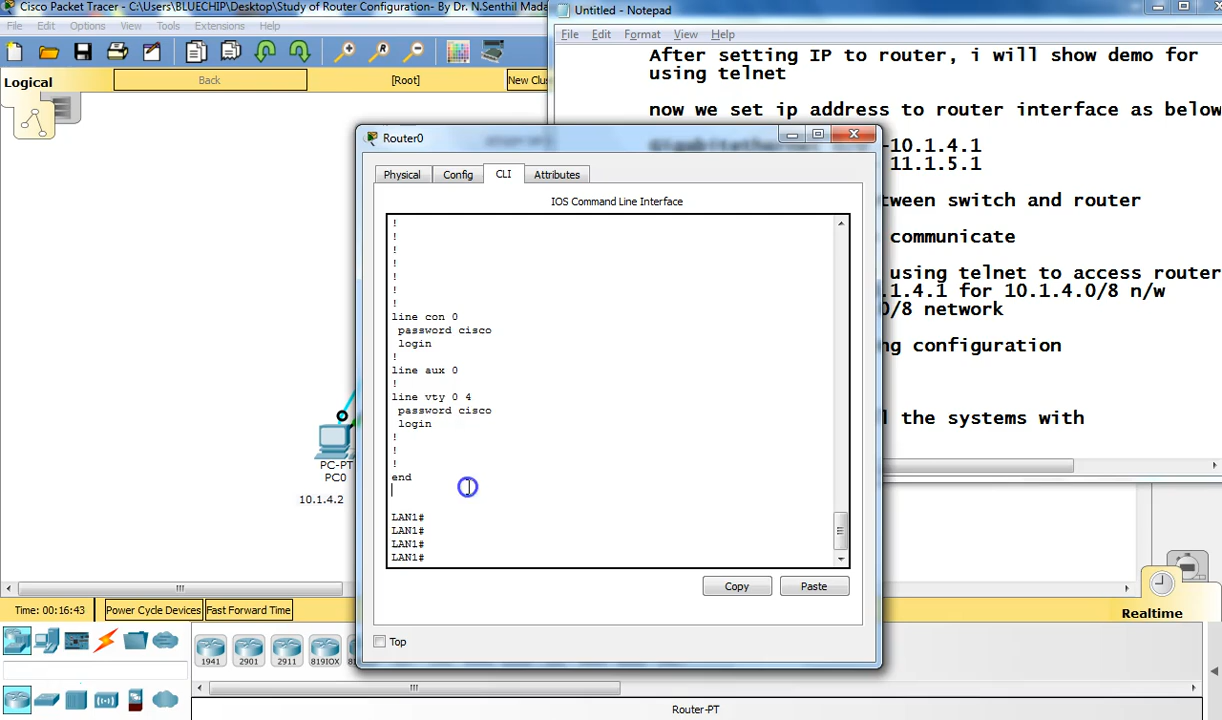 Cisco Packet Tracer - C:\Users\BLUECHIP\Desktop\Study of Router Configuration- By Dr. N.Senthil Mada
File Edit Options View Tools Extensions Help
Logical
Back
[Root]
New Clus
Untitled - Notepad
File Edit Format View Help
After setting IP to router, i will show demo for
using telnet
now we set ip address to router interface as below
-10.1.4.1
11.1.5.1
tween switch and router
communicate
using telnet to access router
.1.4.1 for 10.1.4.0/8 n/w
0/8 network
ng configuration
l the systems with
Router0
Physical
Config
CLI
Attributes
IOS Command Line Interface
!
!
!
!
!
!
!
line con 0
password cisco
login
!
line aux 0
!
line vty 0 4
password cisco
login
!
!
!
end
LAN1#
LAN1#
LAN1#
LAN1#
Copy
Paste
Top
PC-PT
PC0
10.1.4.2
Time: 00:16:43
Power Cycle Devices
Fast Forward Time
Realtime
1941
2901
2911
819IOX
Router-PT